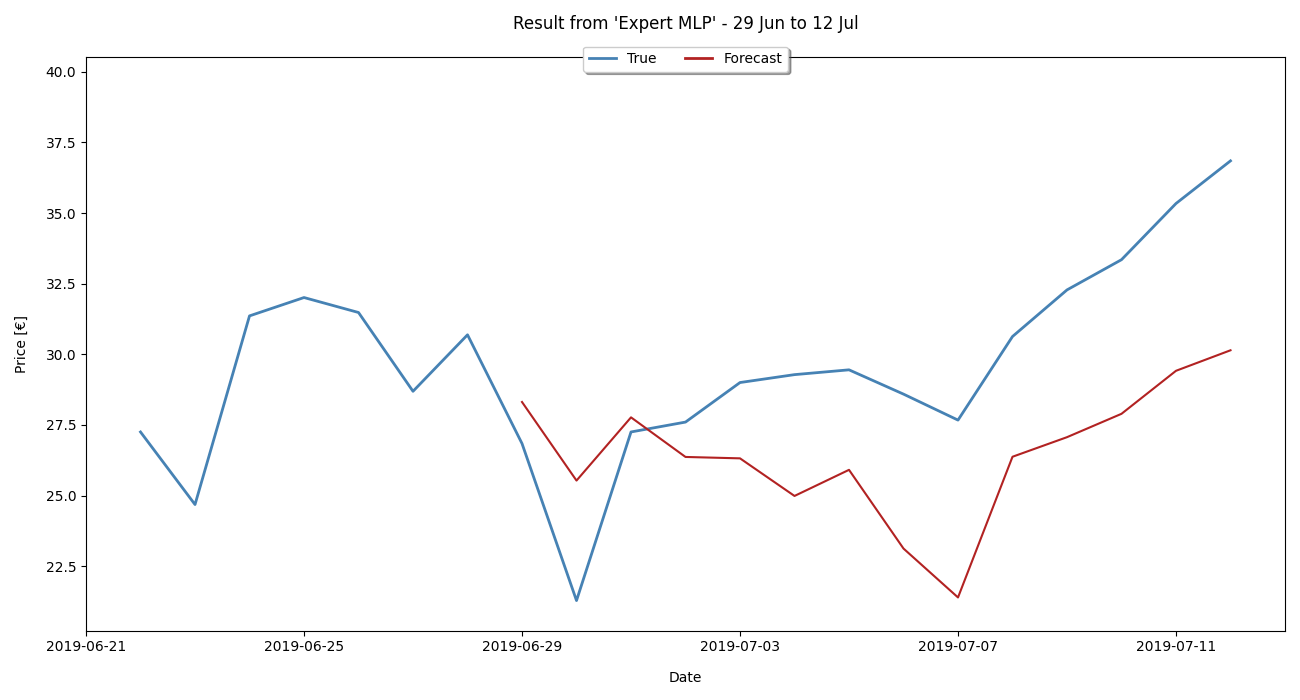 Result from 'Expert MLP' - 29 Jun to 12 Jul
True Forecast
40.0
37.5
35.0
32.5
30.0
27.5
25.0
22.5
Price [€]
2019-06-21 2019-06-25 2019-06-29 2019-07-03 2019-07-07 2019-07-11
Date